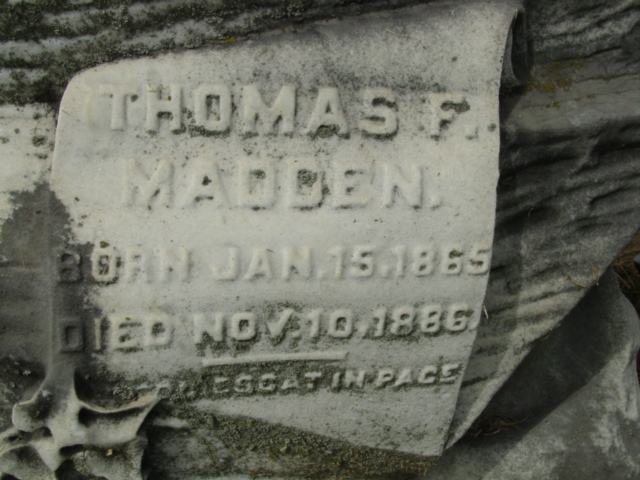 THOMAS F.
MADDEN.
BORN JAN. 15. 1865
DIED NOV. 10. 1886.
IN PACE